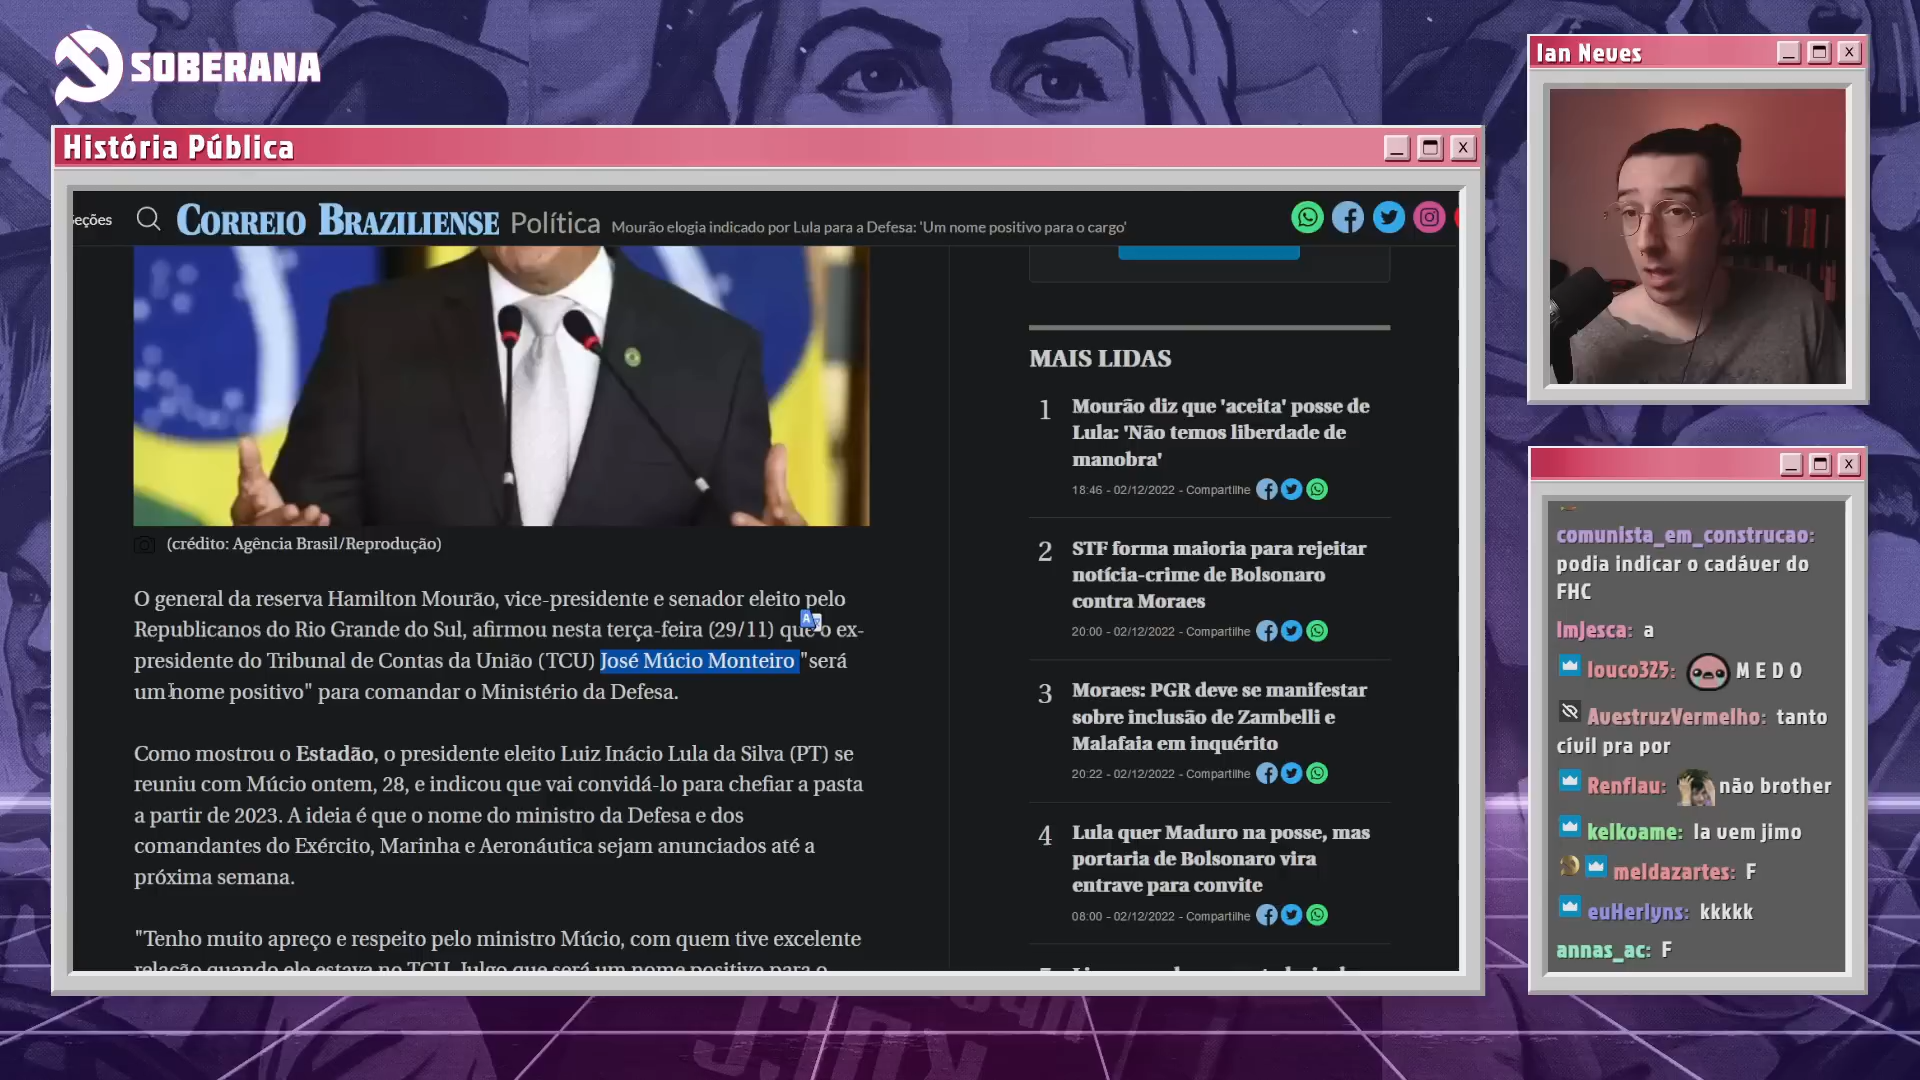 SOBERANA
História Pública
eções
CORREIO BRAZILIENSE Política Mourão elogia indicado por Lula para a Defesa: 'Um nome positivo para o cargo'
(crédito: Agência Brasil/Reprodução)
O general da reserva Hamilton Mourão, vice-presidente e senador eleito pelo
Republicanos do Rio Grande do Sul, afirmou nesta terça-feira (29/11) que o ex-
presidente do Tribunal de Contas da União (TCU) José Múcio Monteiro "será
um nome positivo" para comandar o Ministério da Defesa.
Como mostrou o Estadão, o presidente eleito Luiz Inácio Lula da Silva (PT) se
reuniu com Múcio ontem, 28, e indicou que vai convidá-lo para chefiar a pasta
a partir de 2023. A ideia é que o nome do ministro da Defesa e dos
comandantes do Exército, Marinha e Aeronáutica sejam anunciados até a
próxima semana.
"Tenho muito apreço e respeito pelo ministro Múcio, com quem tive excelente
relação quando ele estava no TCU. Julgo que será um nome positivo para o
MAIS LIDAS
1 Mourão diz que 'aceita' posse de
Lula: 'Não temos liberdade de
manobra'
18:46 - 02/12/2022 - Compartilhe
2 STF forma maioria para rejeitar
notícia-crime de Bolsonaro
contra Moraes
20:00 - 02/12/2022 - Compartilhe
3 Moraes: PGR deve se manifestar
sobre inclusão de Zambelli e
Malafaia em inquérito
20:22 - 02/12/2022 - Compartilhe
4 Lula quer Maduro na posse, mas
portaria de Bolsonaro vira
entrave para convite
08:00 - 02/12/2022 - Compartilhe
Ian Neves
comunista_em_construcao:
podia indicar o cadáver do
FHC
lmjesca: a
louco325: M E D O
AvestruzVermelho: tanto
cívil pra por
Renflau: não brother
kelkoame: la vem jimo
meldazartes: F
euHerlyns: kkkkk
annas_ac: F